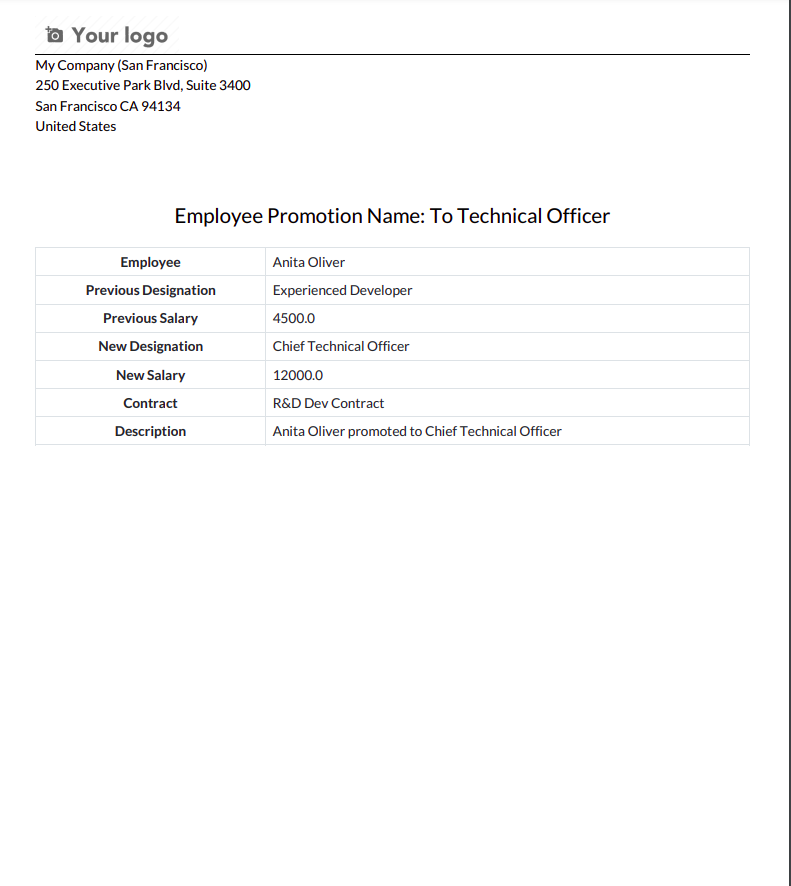 Your logo
My Company (San Francisco)
250 Executive Park Blvd, Suite 3400
San Francisco CA 94134
United States
Employee Promotion Name: To Technical Officer
Employee Anita Oliver
Previous Designation Experienced Developer
Previous Salary 4500.0
New Designation Chief Technical Officer
New Salary 12000.0
Contract R&D Dev Contract
Description Anita Oliver promoted to Chief Technical Officer